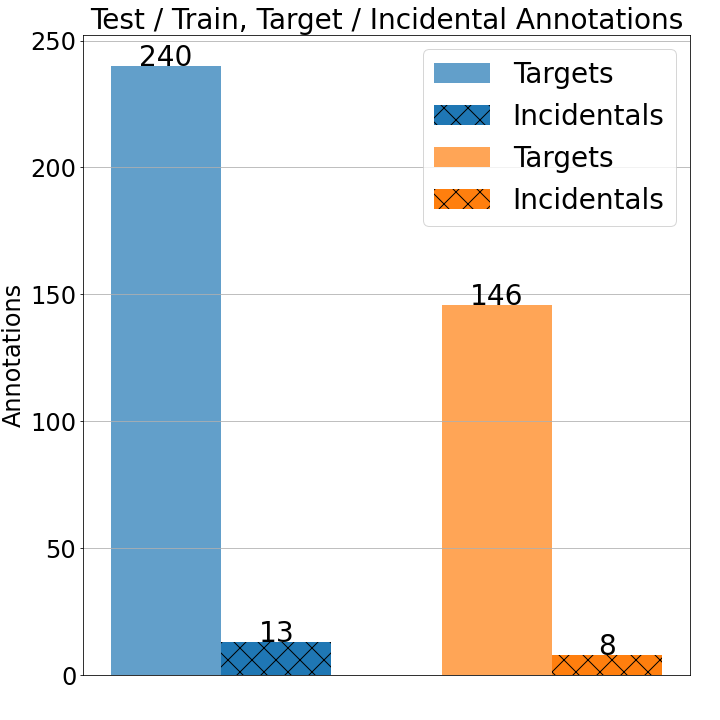 Test / Train, Target / Incidental Annotations
250
240
Targets
Incidentals
200
Targets
Incidentals
150
146
Annotations
100
50
13
8
0